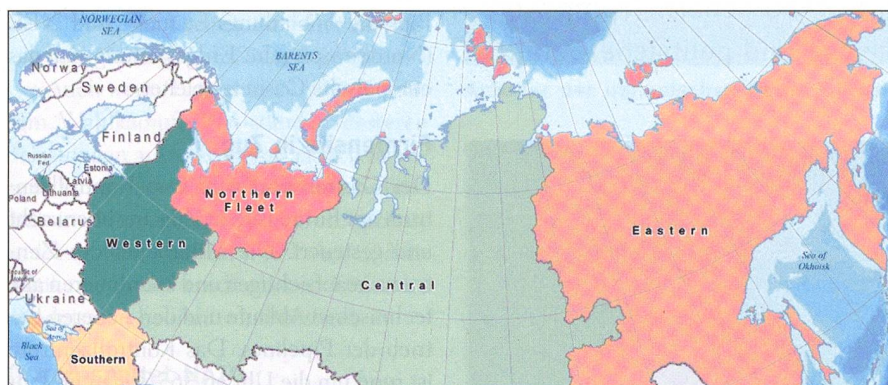 NORWEGIAN
SEA
BARENTS
SEA
Norway
Sweden
Finland
Russian
Fed.
Estonia
Latvia
Lithuania
Poland
Belarus
Ukraine
Northern
Fleet
Western
Central
Eastern
Southern
Sea of
Okhotsk
Black
Sea
Sea of